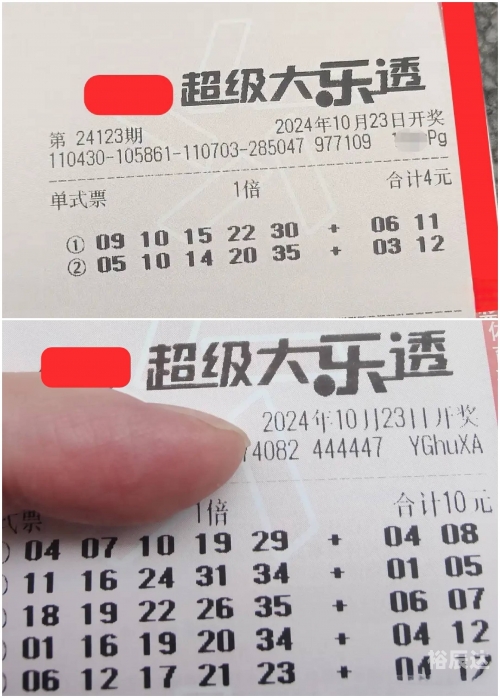 超级大乐透
第 24123期 2024年10月23日开奖
110430-105861-110703-285047 977109 Pg
单式票 1倍 合计4元
① 09 10 15 22 30 + 06 11
② 05 10 14 20 35 + 03 12
超级大乐透
2024年10月23日开奖
74082 444447 YGhuXA
式票 1倍 合计10元
04 07 10 19 29 + 04 08
11 16 24 31 34 + 01 05
18 19 22 26 35 + 06 07
01 16 19 20 34 + 04 12
06 12 17 21 23 + 04 12
裕辰达